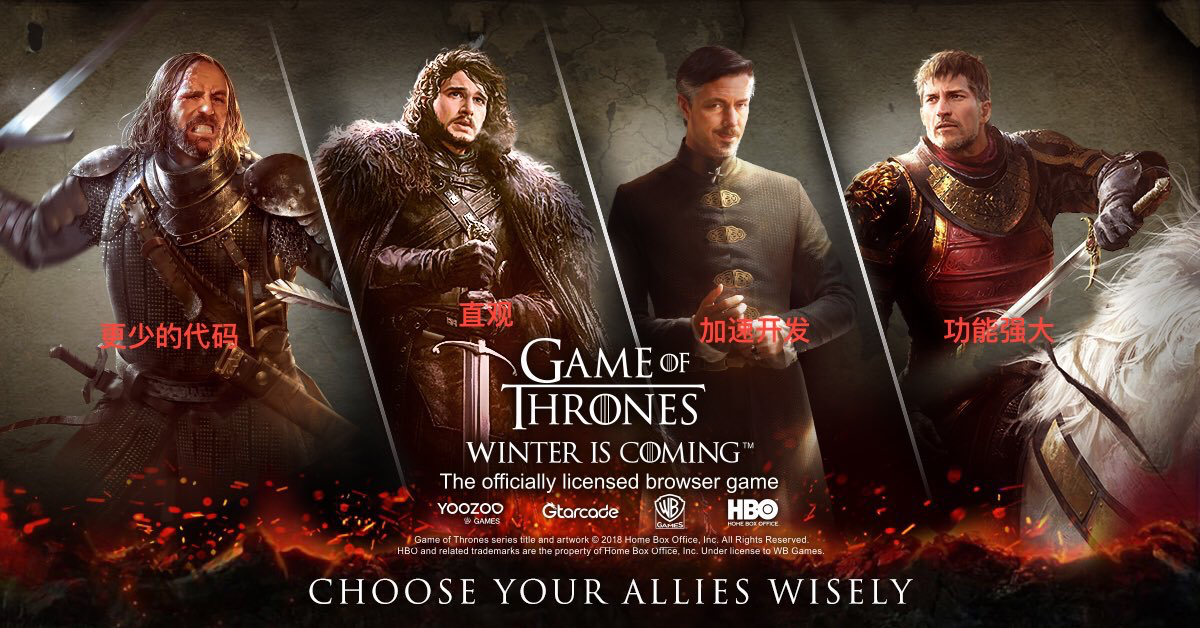 更少的代码
直观
加速开发
功能强大
GAME OF
THRONES
WINTER IS COMING™
The officially licensed browser game
YOOZOO GAMES Gtarcade WB GAMES HBO HOME BOX OFFICE
Game of Thrones series title and artwork © 2018 Home Box Office, Inc. All Rights Reserved.
HBO and related trademarks are the property of Home Box Office, Inc. Under license to WB Games.
CHOOSE YOUR ALLIES WISELY